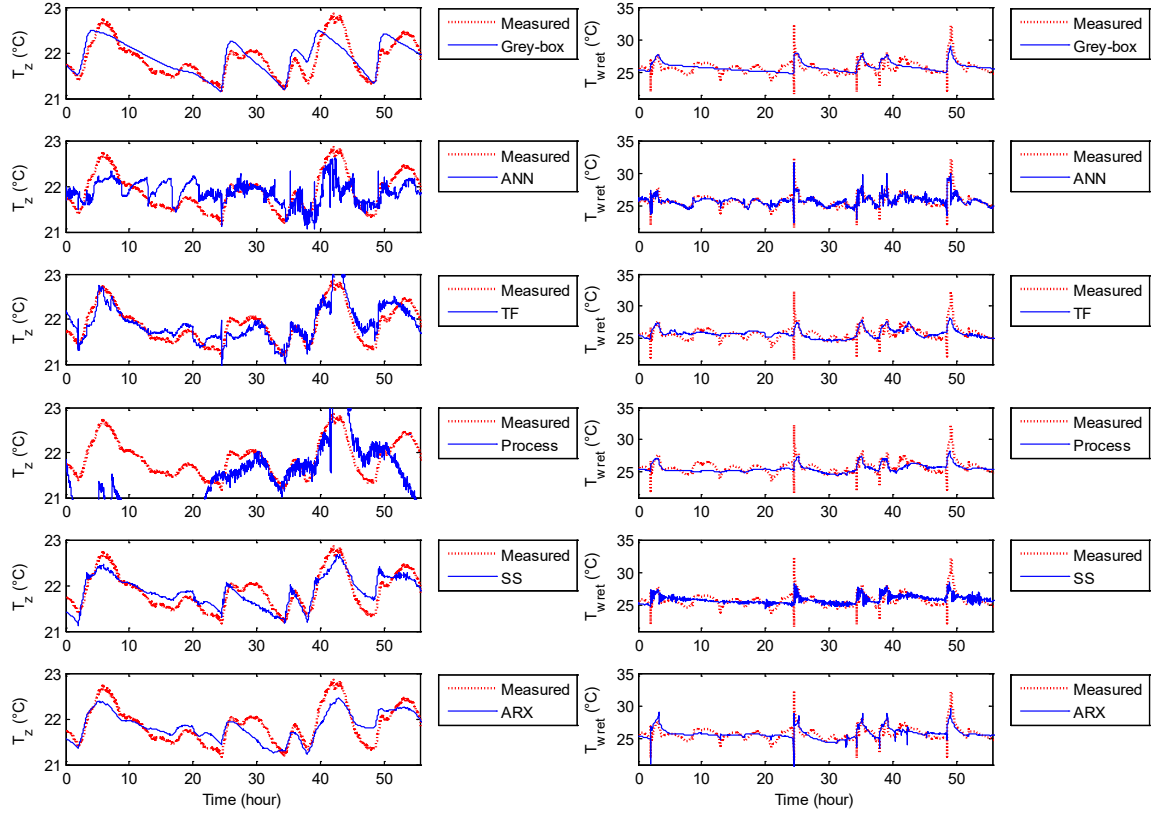 23
22
21
T_z (°C)
0 10 20 30 40 50
Measured
Grey-box
35
30
25
T_w ret (°C)
0 10 20 30 40 50
Measured
Grey-box
23
22
21
T_z (°C)
0 10 20 30 40 50
Measured
ANN
35
30
25
T_w ret (°C)
0 10 20 30 40 50
Measured
ANN
23
22
21
T_z (°C)
0 10 20 30 40 50
Measured
TF
35
30
25
T_w ret (°C)
0 10 20 30 40 50
Measured
TF
23
22
21
T_z (°C)
0 10 20 30 40 50
Measured
Process
35
30
25
T_w ret (°C)
0 10 20 30 40 50
Measured
Process
23
22
21
T_z (°C)
0 10 20 30 40 50
Measured
SS
35
30
25
T_w ret (°C)
0 10 20 30 40 50
Measured
SS
23
22
21
T_z (°C)
0 10 20 30 40 50
Time (hour)
Measured
ARX
35
30
25
T_w ret (°C)
0 10 20 30 40 50
Time (hour)
Measured
ARX